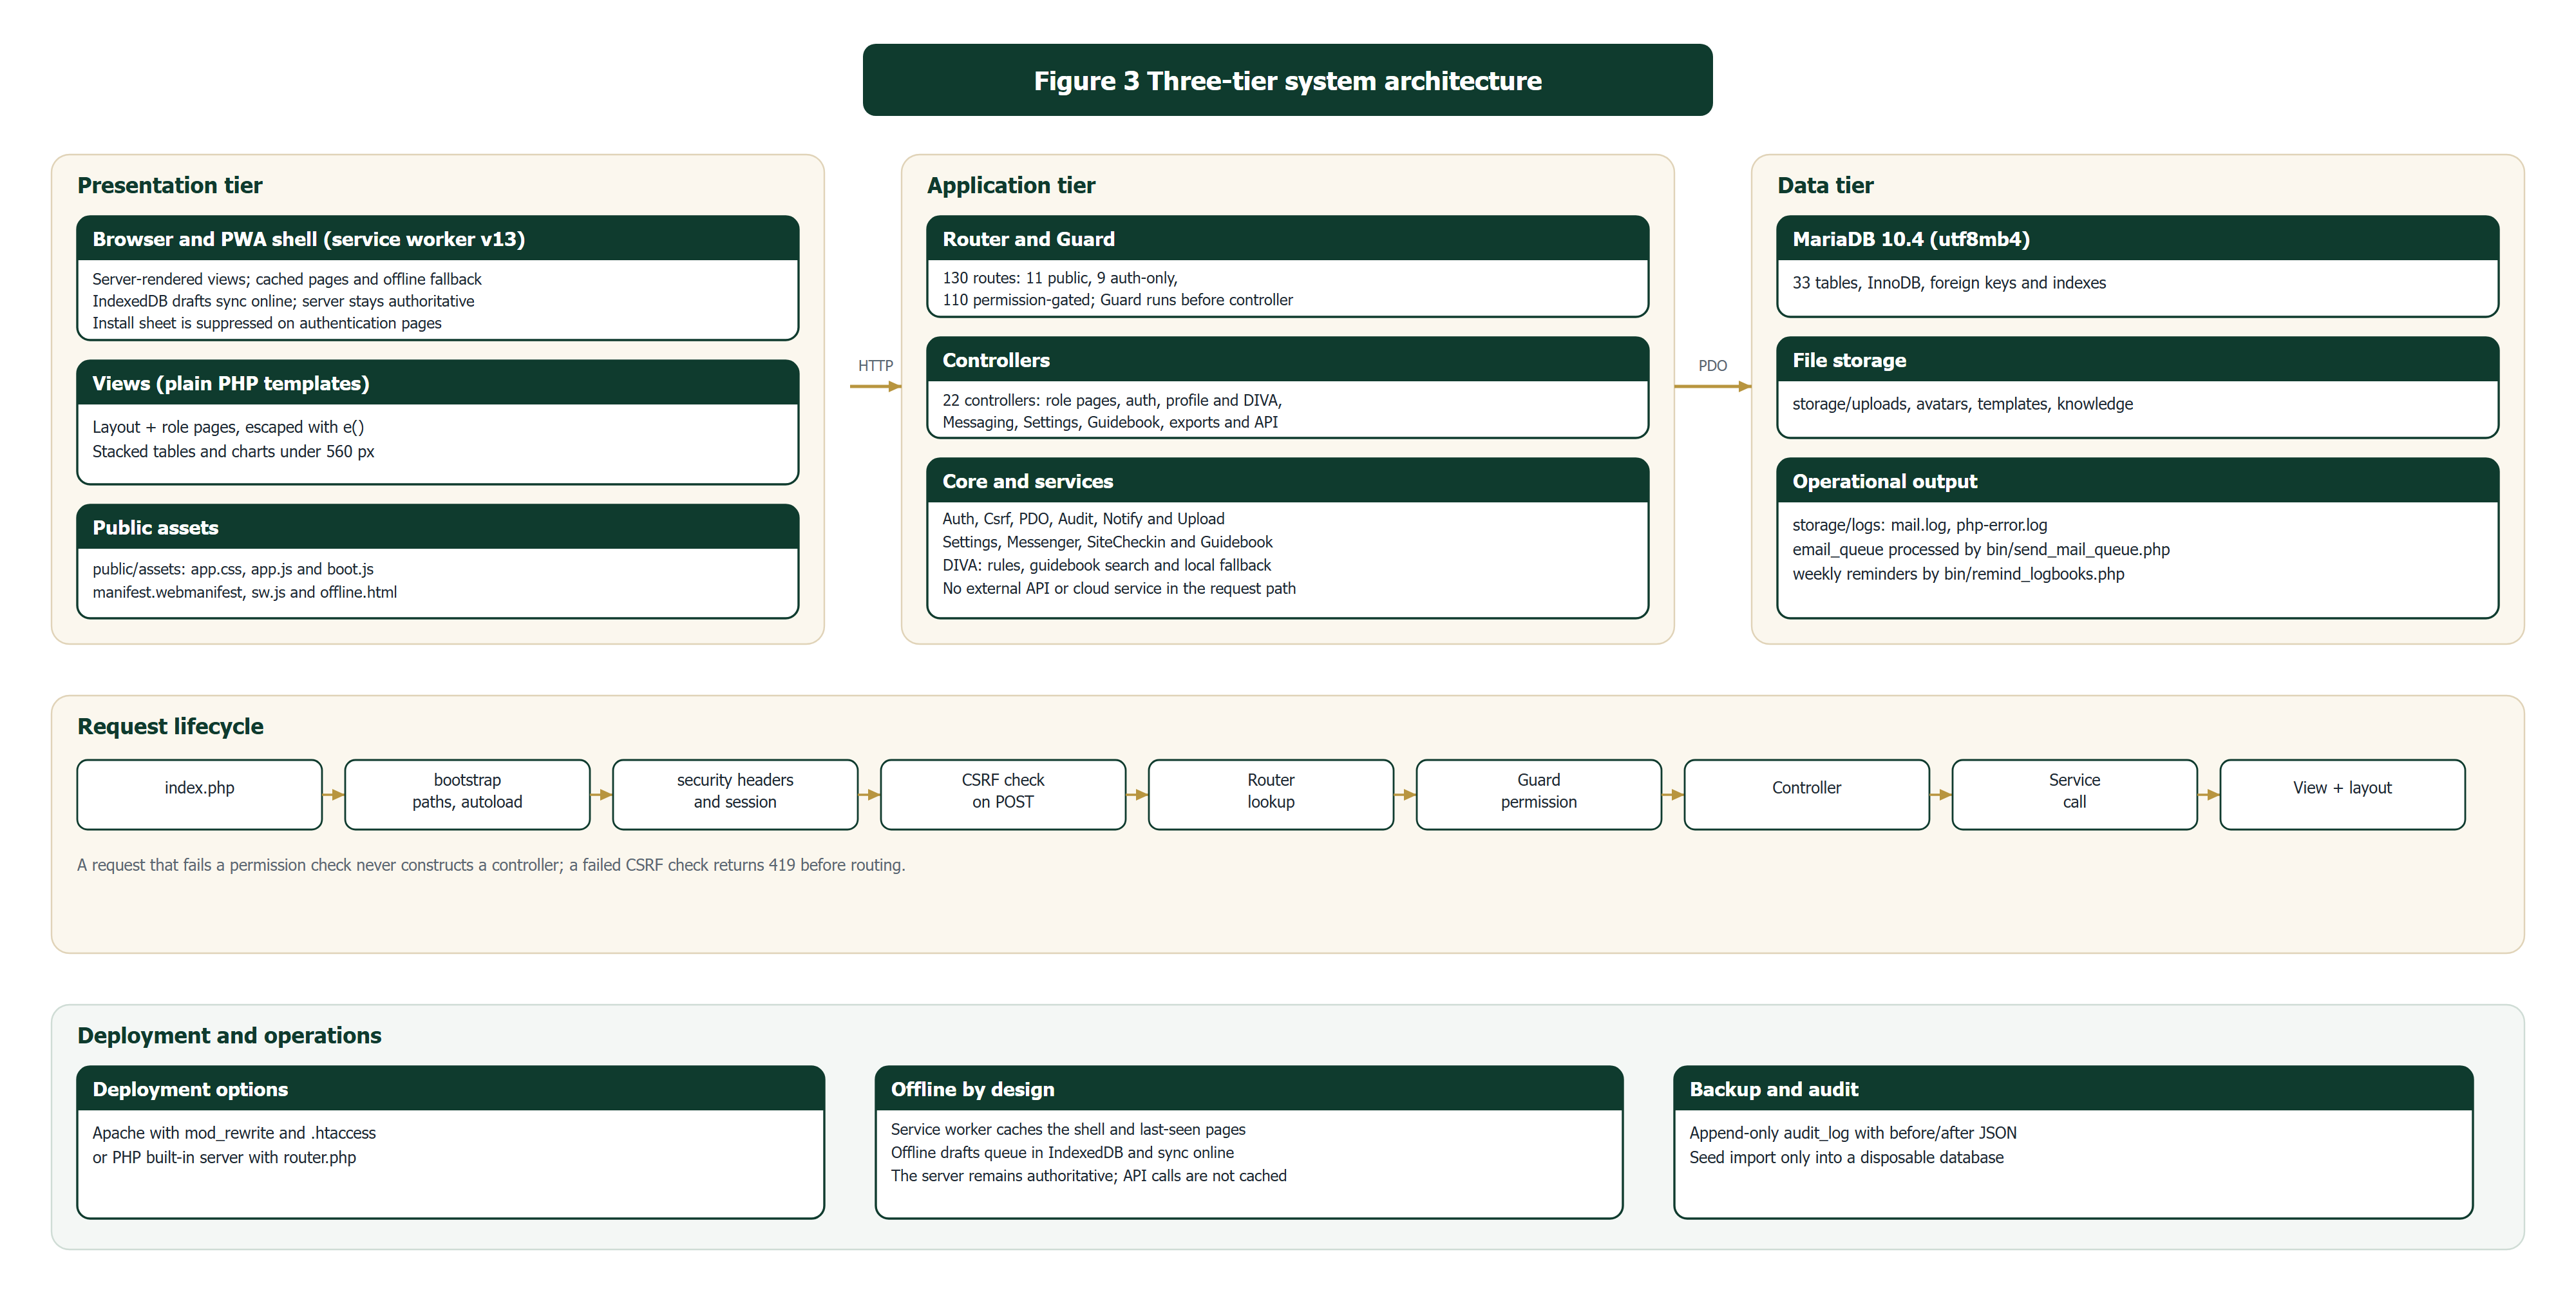 Figure 3 Three-tier system architecture
Presentation tier
Browser and PWA shell (service worker v13)
Server-rendered views; cached pages and offline fallback
IndexedDB drafts sync online; server stays authoritative
Install sheet is suppressed on authentication pages
Views (plain PHP templates)
Layout + role pages, escaped with e()
Stacked tables and charts under 560 px
Public assets
public/assets: app.css, app.js and boot.js
manifest.webmanifest, sw.js and offline.html
HTTP
Application tier
Router and Guard
130 routes: 11 public, 9 auth-only,
110 permission-gated; Guard runs before controller
Controllers
22 controllers: role pages, auth, profile and DIVA,
Messaging, Settings, Guidebook, exports and API
Core and services
Auth, Csrf, PDO, Audit, Notify and Upload
Settings, Messenger, SiteCheckin and Guidebook
DIVA: rules, guidebook search and local fallback
No external API or cloud service in the request path
PDO
Data tier
MariaDB 10.4 (utf8mb4)
33 tables, InnoDB, foreign keys and indexes
File storage
storage/uploads, avatars, templates, knowledge
Operational output
storage/logs: mail.log, php-error.log
email_queue processed by bin/send_mail_queue.php
weekly reminders by bin/remind_logbooks.php
Request lifecycle
index.php
bootstrap
paths, autoload
security headers
and session
CSRF check
on POST
Router
lookup
Guard
permission
Controller
Service
call
View + layout
A request that fails a permission check never constructs a controller; a failed CSRF check returns 419 before routing.
Deployment and operations
Deployment options
Apache with mod_rewrite and .htaccess
or PHP built-in server with router.php
Offline by design
Service worker caches the shell and last-seen pages
Offline drafts queue in IndexedDB and sync online
The server remains authoritative; API calls are not cached
Backup and audit
Append-only audit_log with before/after JSON
Seed import only into a disposable database